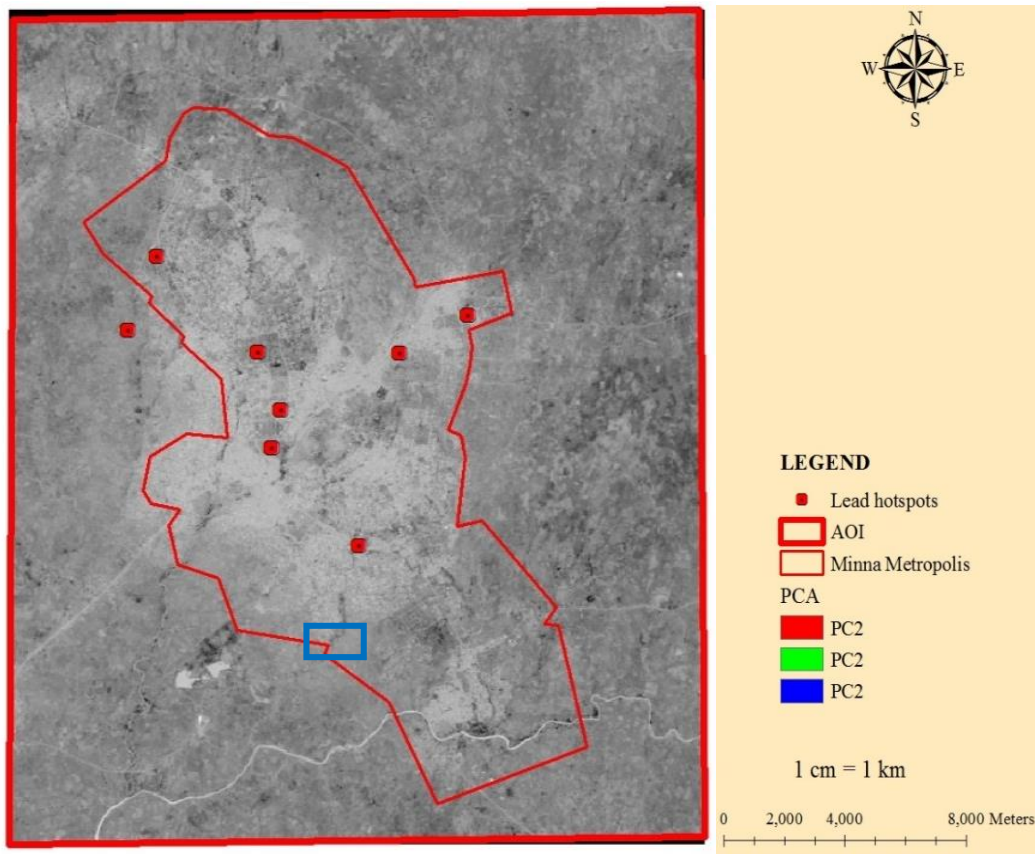 N
W E
S
LEGEND
Lead hotspots
AOI
Minna Metropolis
PCA
PC2
PC2
PC2
1 cm = 1 km
0 2,000 4,000 8,000 Meters